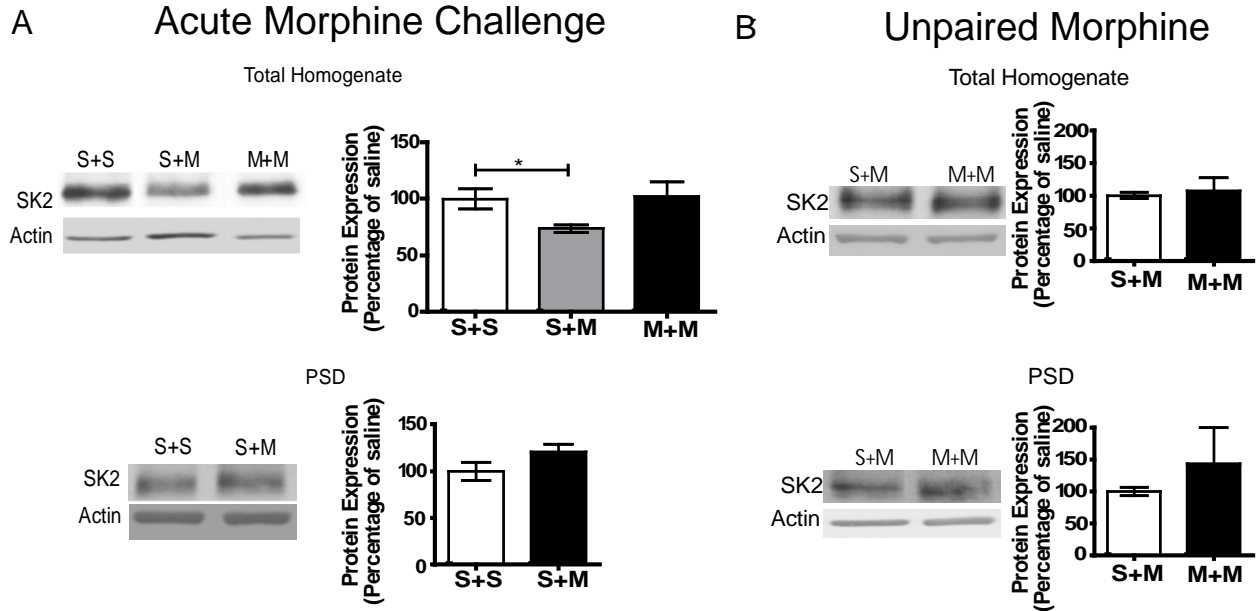 A
Acute Morphine Challenge
Total Homogenate
S+S S+M M+M
SK2
Actin
Protein Expression
(Percentage of saline)
150
100
50
0
*
S+S S+M M+M
PSD
S+S S+M
SK2
Actin
Protein Expression
(Percentage of saline)
150
100
50
0
S+S S+M
B
Unpaired Morphine
Total Homogenate
S+M M+M
SK2
Actin
Protein Expression
(Percentage of saline)
200
150
100
50
0
S+M M+M
PSD
S+M M+M
SK2
Actin
Protein Expression
(Percentage of saline)
200
150
100
50
0
S+M M+M